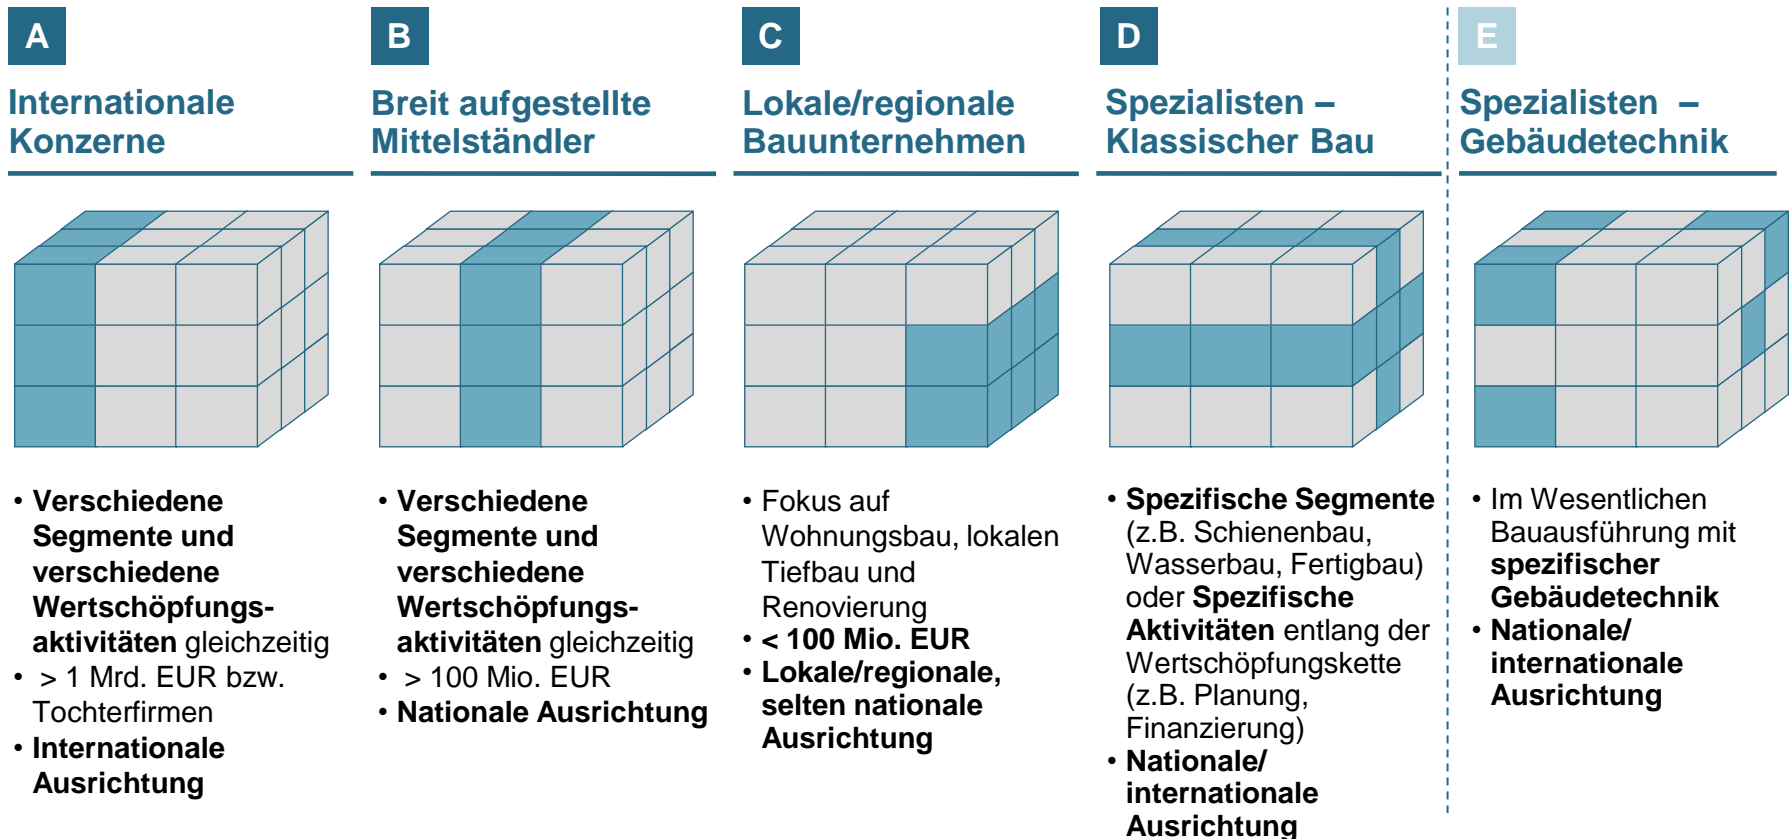 A
Internationale
Konzerne
• Verschiedene
Segmente und
verschiedene
Wertschöpfungs-
aktivitäten gleichzeitig
• > 1 Mrd. EUR bzw.
Tochterfirmen
• Internationale
Ausrichtung
B
Breit aufgestellte
Mittelständler
• Verschiedene
Segmente und
verschiedene
Wertschöpfungs-
aktivitäten gleichzeitig
• > 100 Mio. EUR
• Nationale Ausrichtung
C
Lokale/regionale
Bauunternehmen
• Fokus auf
Wohnungsbau, lokalen
Tiefbau und
Renovierung
• < 100 Mio. EUR
• Lokale/regionale,
selten nationale
Ausrichtung
D
Spezialisten –
Klassischer Bau
• Spezifische Segmente
(z.B. Schienenbau,
Wasserbau, Fertigbau)
oder Spezifische
Aktivitäten entlang der
Wertschöpfungskette
(z.B. Planung,
Finanzierung)
• Nationale/
internationale
Ausrichtung
E
Spezialisten –
Gebäudetechnik
• Im Wesentlichen
Bauausführung mit
spezifischer
Gebäudetechnik
• Nationale/
internationale
Ausrichtung